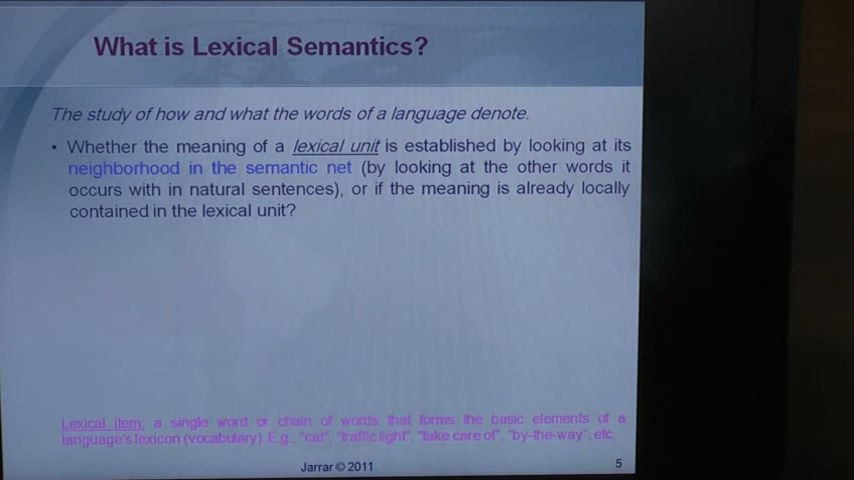 What is Lexical Semantics?
The study of how and what the words of a language denote.
• Whether the meaning of a lexical unit is established by looking at its
neighborhood in the semantic net (by looking at the other words it
occurs with in natural sentences), or if the meaning is already locally
contained in the lexical unit?
Lexical item: a single word or chain of words that forms the basic elements of a
language's lexicon (vocabulary). E.g., "cat", "traffic light", "take care of", "by-the-way", etc.
Jarrar © 2011
5